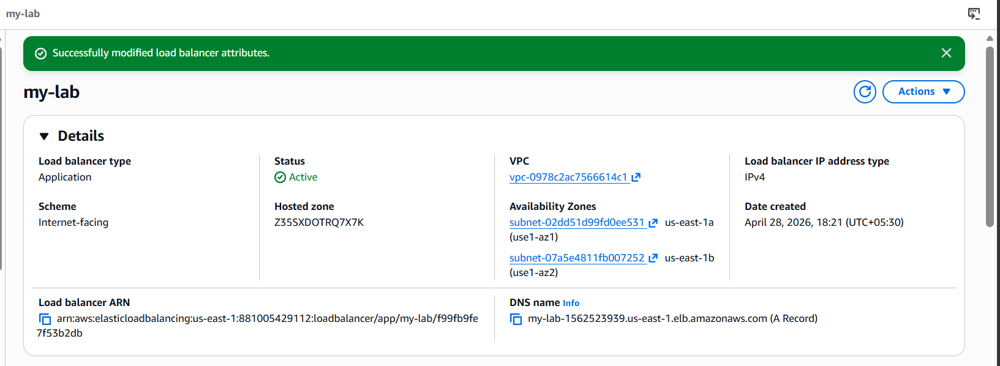 my-lab
Successfully modified load balancer attributes.
my-lab
Actions
Details
Load balancer type
Application
Status
Active
VPC
vpc-0978c2ac7566614c1
Load balancer IP address type
IPv4
Scheme
Internet-facing
Hosted zone
Z35SXDOTRQ7X7K
Availability Zones
subnet-02dd51d99fd0ee531 us-east-1a
(use1-az1)
subnet-07a5e4811fb007252 us-east-1b
(use1-az2)
Date created
April 28, 2026, 18:21 (UTC+05:30)
Load balancer ARN
arn:aws:elasticloadbalancing:us-east-1:881005429112:loadbalancer/app/my-lab/f99fb9fe
7f53b2db
DNS name Info
my-lab-1562523939.us-east-1.elb.amazonaws.com (A Record)